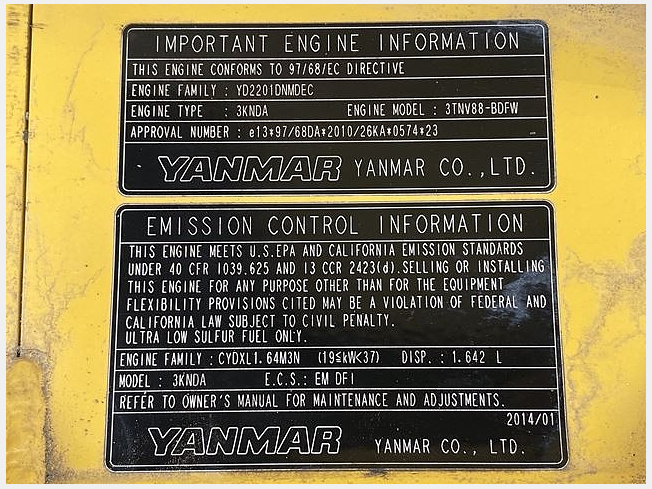 IMPORTANT ENGINE INFORMATION
THIS ENGINE CONFORMS TO 97/68/EC DIRECTIVE
ENGINE FAMILY : YD2201DNMDEC
ENGINE TYPE : 3KNDA ENGINE MODEL : 3TNV88-BDFW
APPROVAL NUMBER : e13*97/68DA*2010/26KA*0574*23
YANMAR YANMAR CO.,LTD.
EMISSION CONTROL INFORMATION
THIS ENGINE MEETS U.S.EPA AND CALIFORNIA EMISSION STANDARDS
UNDER 40 CFR 1039.625 AND 13 CCR 2423(d).SELLING OR INSTALLING
THIS ENGINE FOR ANY PURPOSE OTHER THAN FOR THE EQUIPMENT
FLEXIBILITY PROVISIONS CITED MAY BE A VIOLATION OF FEDERAL AND
CALIFORNIA LAW SUBJECT TO CIVIL PENALTY.
ULTRA LOW SULFUR FUEL ONLY.
ENGINE FAMILY : CYDXL1.64M3N (19≦kW<37) DISP. : 1.642 L
MODEL : 3KNDA E.C.S.: EM DFI
REFER TO OWNER'S MANUAL FOR MAINTENANCE AND ADJUSTMENTS.
2014/01
YANMAR YANMAR CO., LTD.